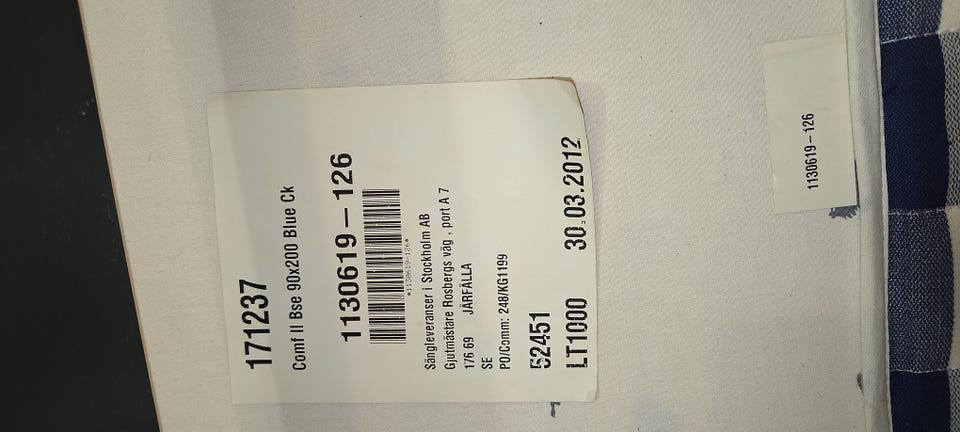 171237
Comf II Bse 90x200 Blue Ck
1130619-126
*1130619-126*
Sängleveranser i Stockholm AB
Gjutmästare Rosbergs väg , port A 7
176 69 JÄRFÄLLA
SE
PO/Comm: 248/KG1199
52451
LT1000 30.03.2012
1130619-126